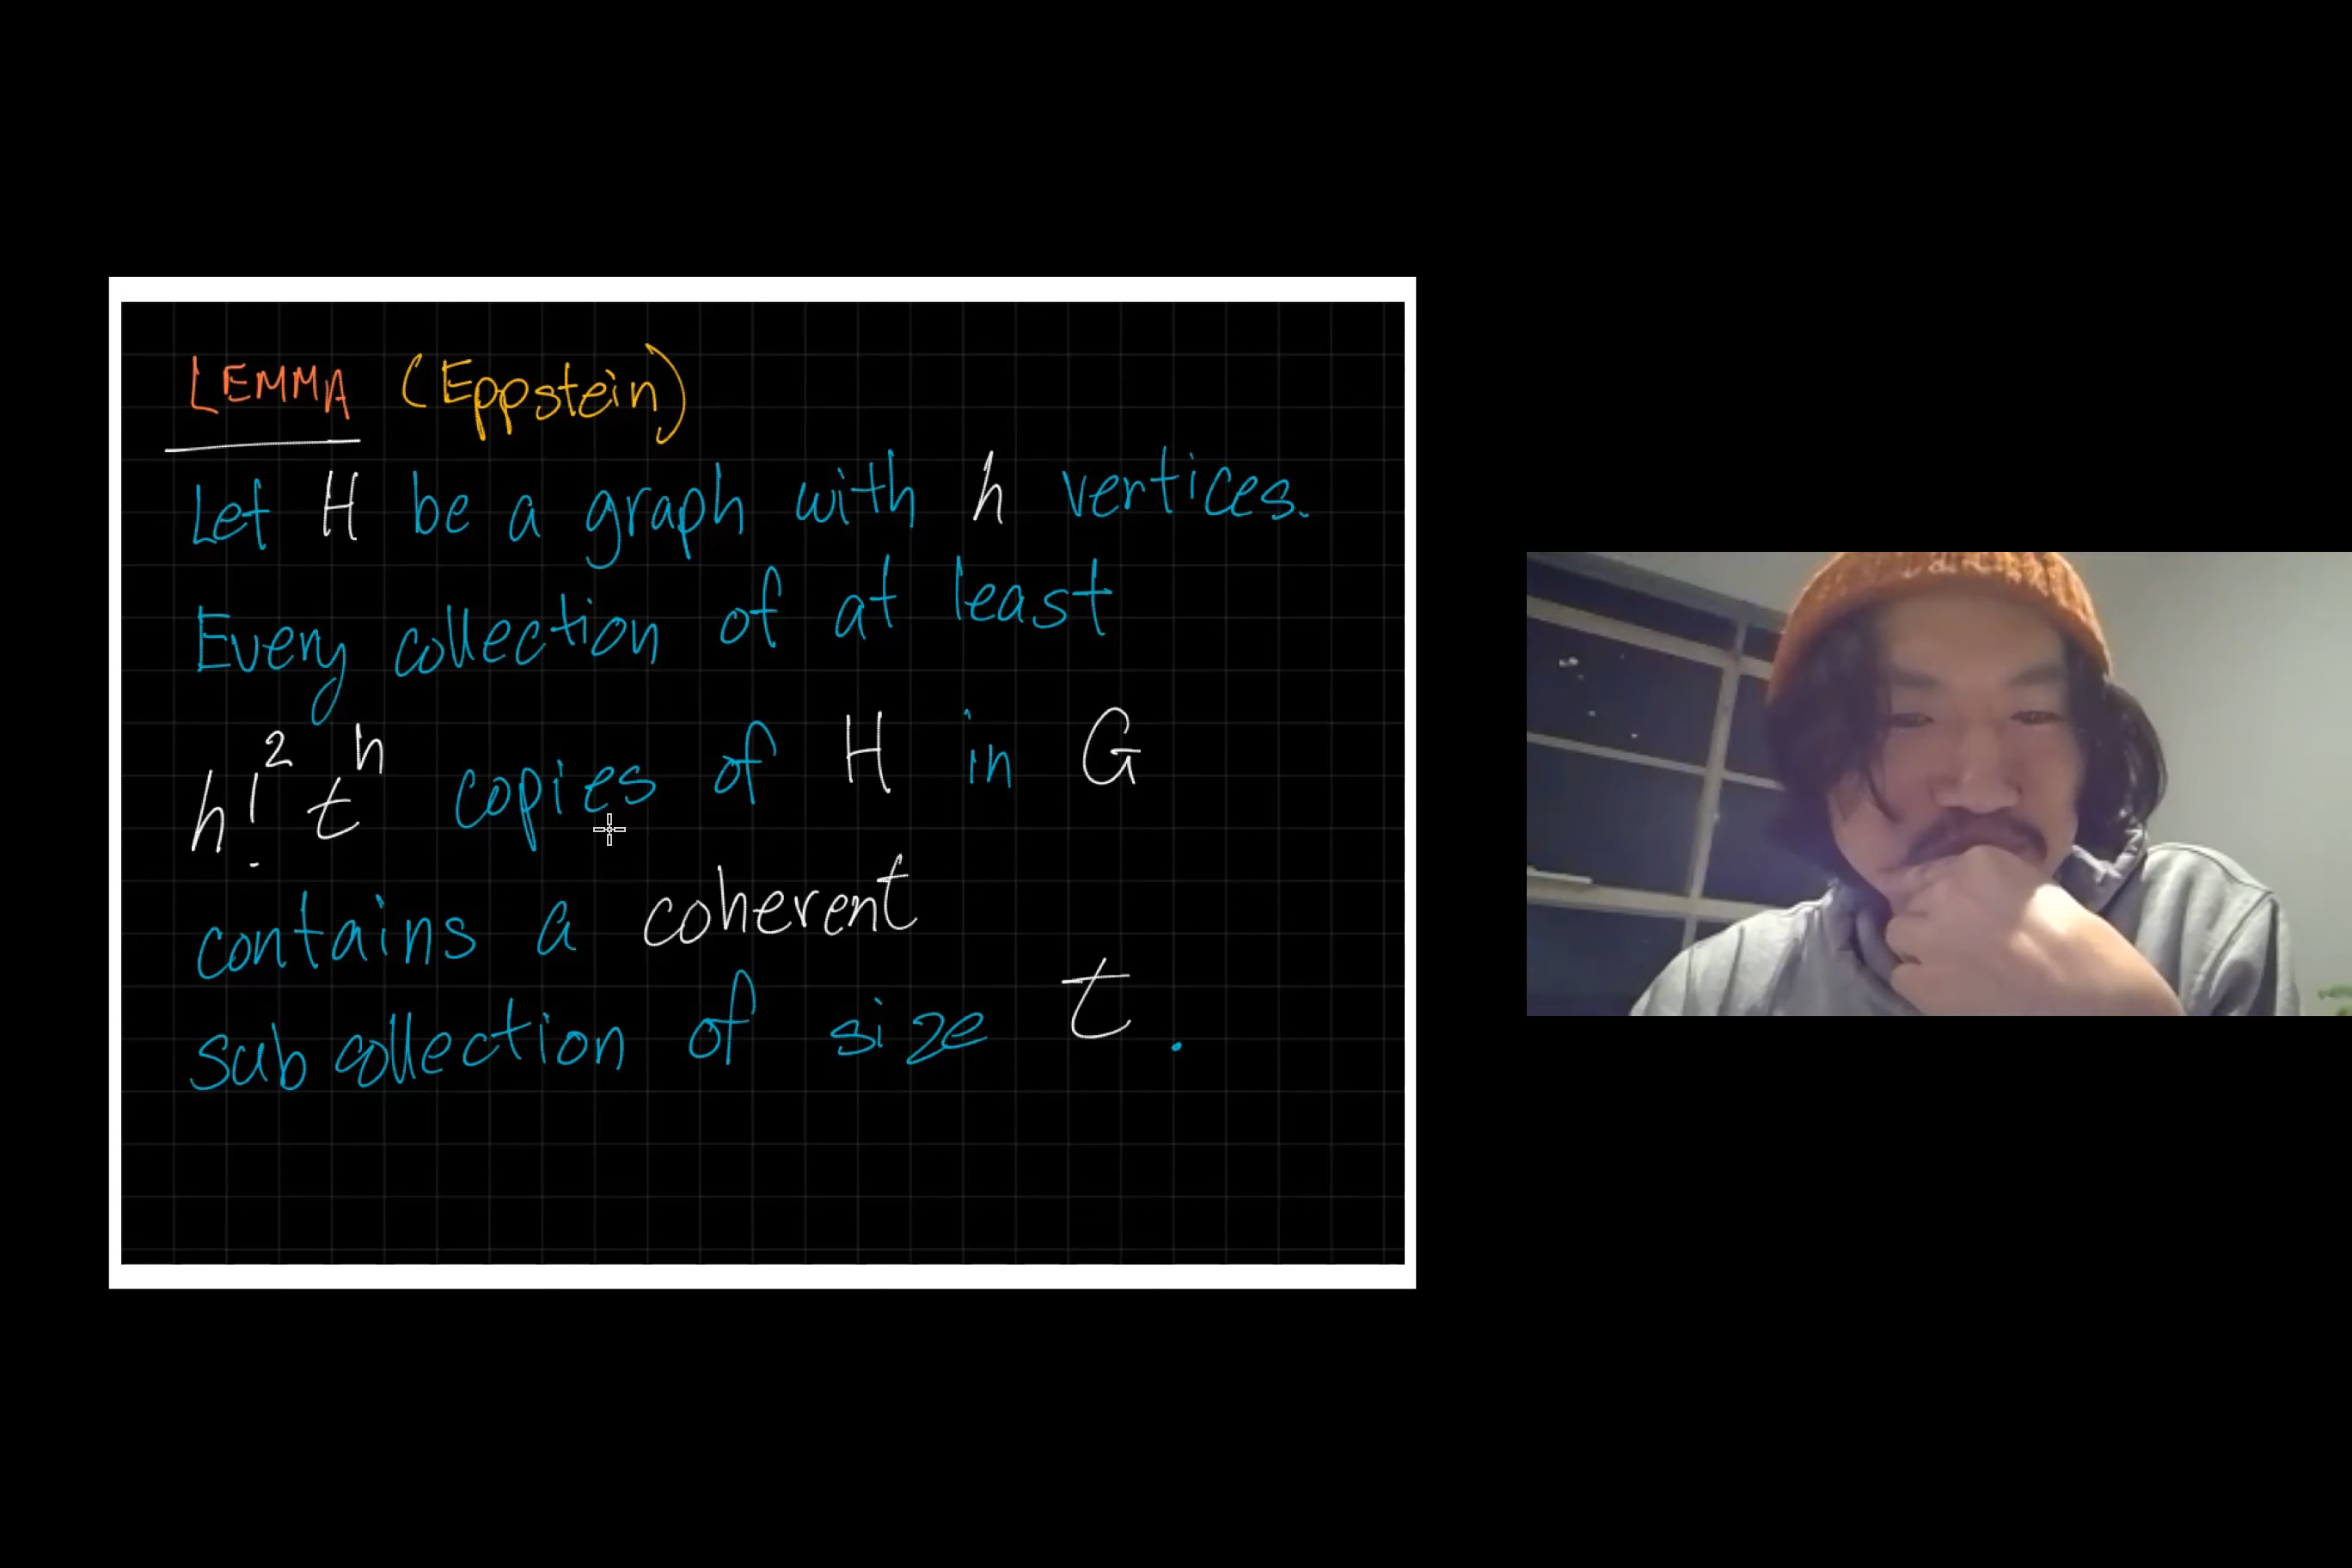 LEMMA (Eppstein)
Let H be a graph with h vertices.
Every collection of at least
h!² tʰ copies of H in G
contains a coherent
subcollection of size t.